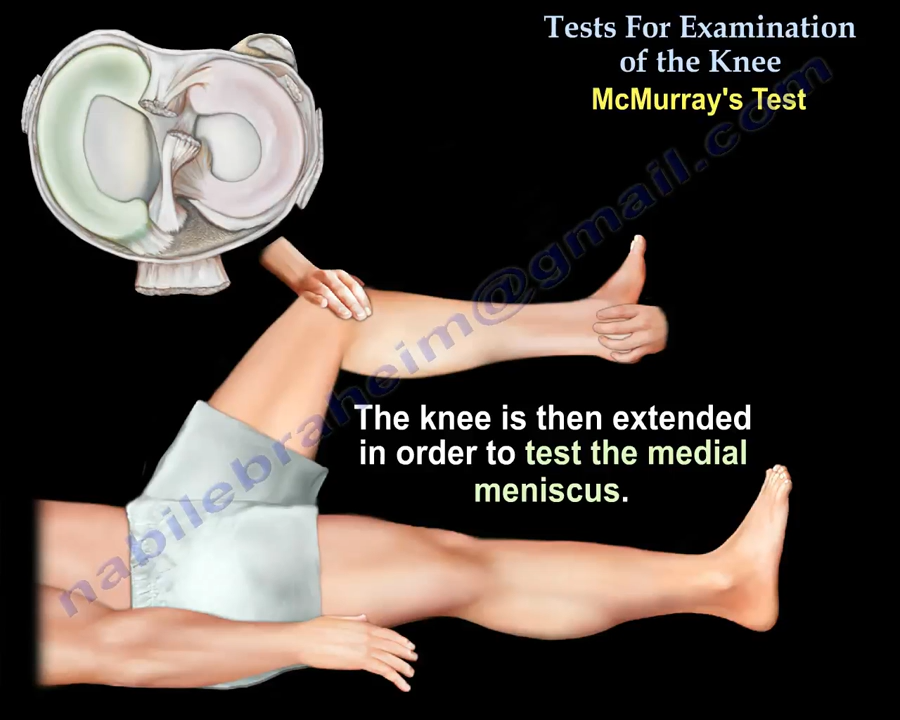 Tests For Examination
of the Knee
McMurray's Test
nabilebraheim@gmail.com
The knee is then extended
in order to test the medial
meniscus.